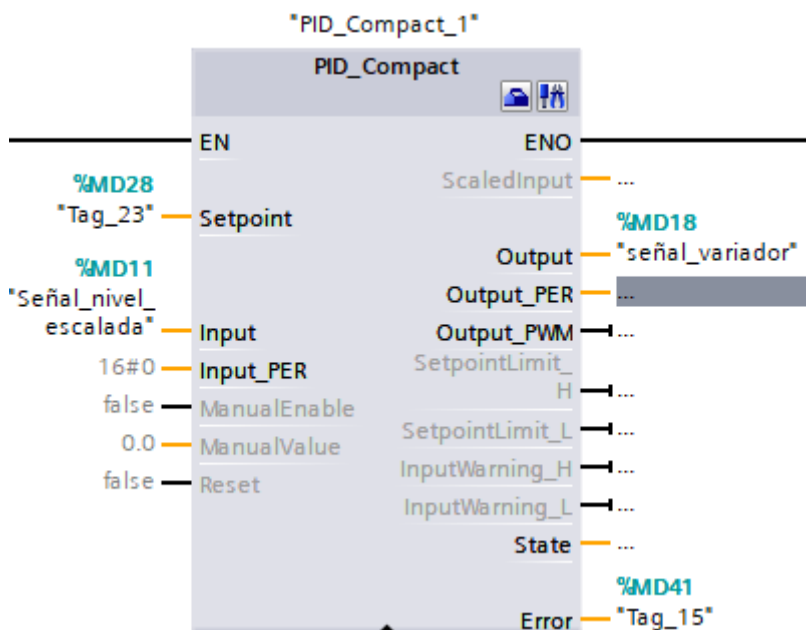 "PID_Compact_1"
PID_Compact
EN
ENO
%MD28
"Tag_23"
Setpoint
ScaledInput
...
%MD18
"señal_variador"
Output
%MD11
"Señal_nivel_
escalada"
Input
Output_PER
...
Output_PWM
...
16#0
Input_PER
SetpointLimit_
H
...
false
ManualEnable
0.0
ManualValue
SetpointLimit_L
...
false
Reset
InputWarning_H
...
InputWarning_L
...
State
...
%MD41
"Tag_15"
Error